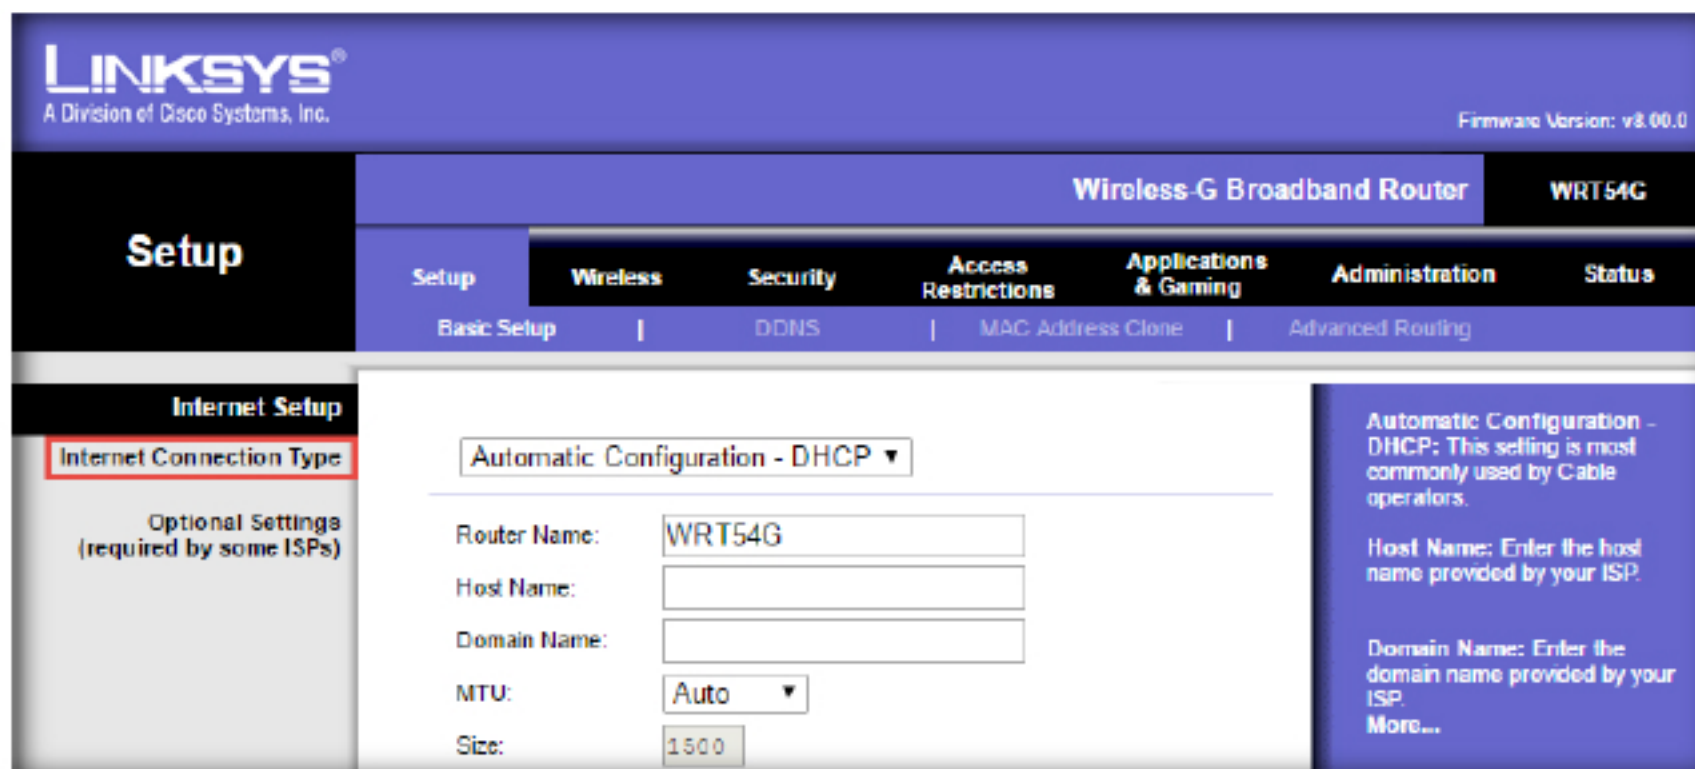 LINKSYS®
A Division of Cisco Systems, Inc.
Firmware Version: v8.00.0
Wireless-G Broadband Router
WRT54G
Setup
Setup
Wireless
Security
Access
Restrictions
Applications
& Gaming
Administration
Status
Basic Setup | DDNS | MAC Address Clone | Advanced Routing
Internet Setup
Internet Connection Type
Automatic Configuration - DHCP ▼
Optional Settings
(required by some ISPs)
Router Name: WRT54G
Host Name:
Domain Name:
MTU: Auto ▼
Size: 1500
Automatic Configuration -
DHCP: This setting is most
commonly used by Cable
operators.
Host Name: Enter the host
name provided by your ISP.
Domain Name: Enter the
domain name provided by your
ISP.
More...